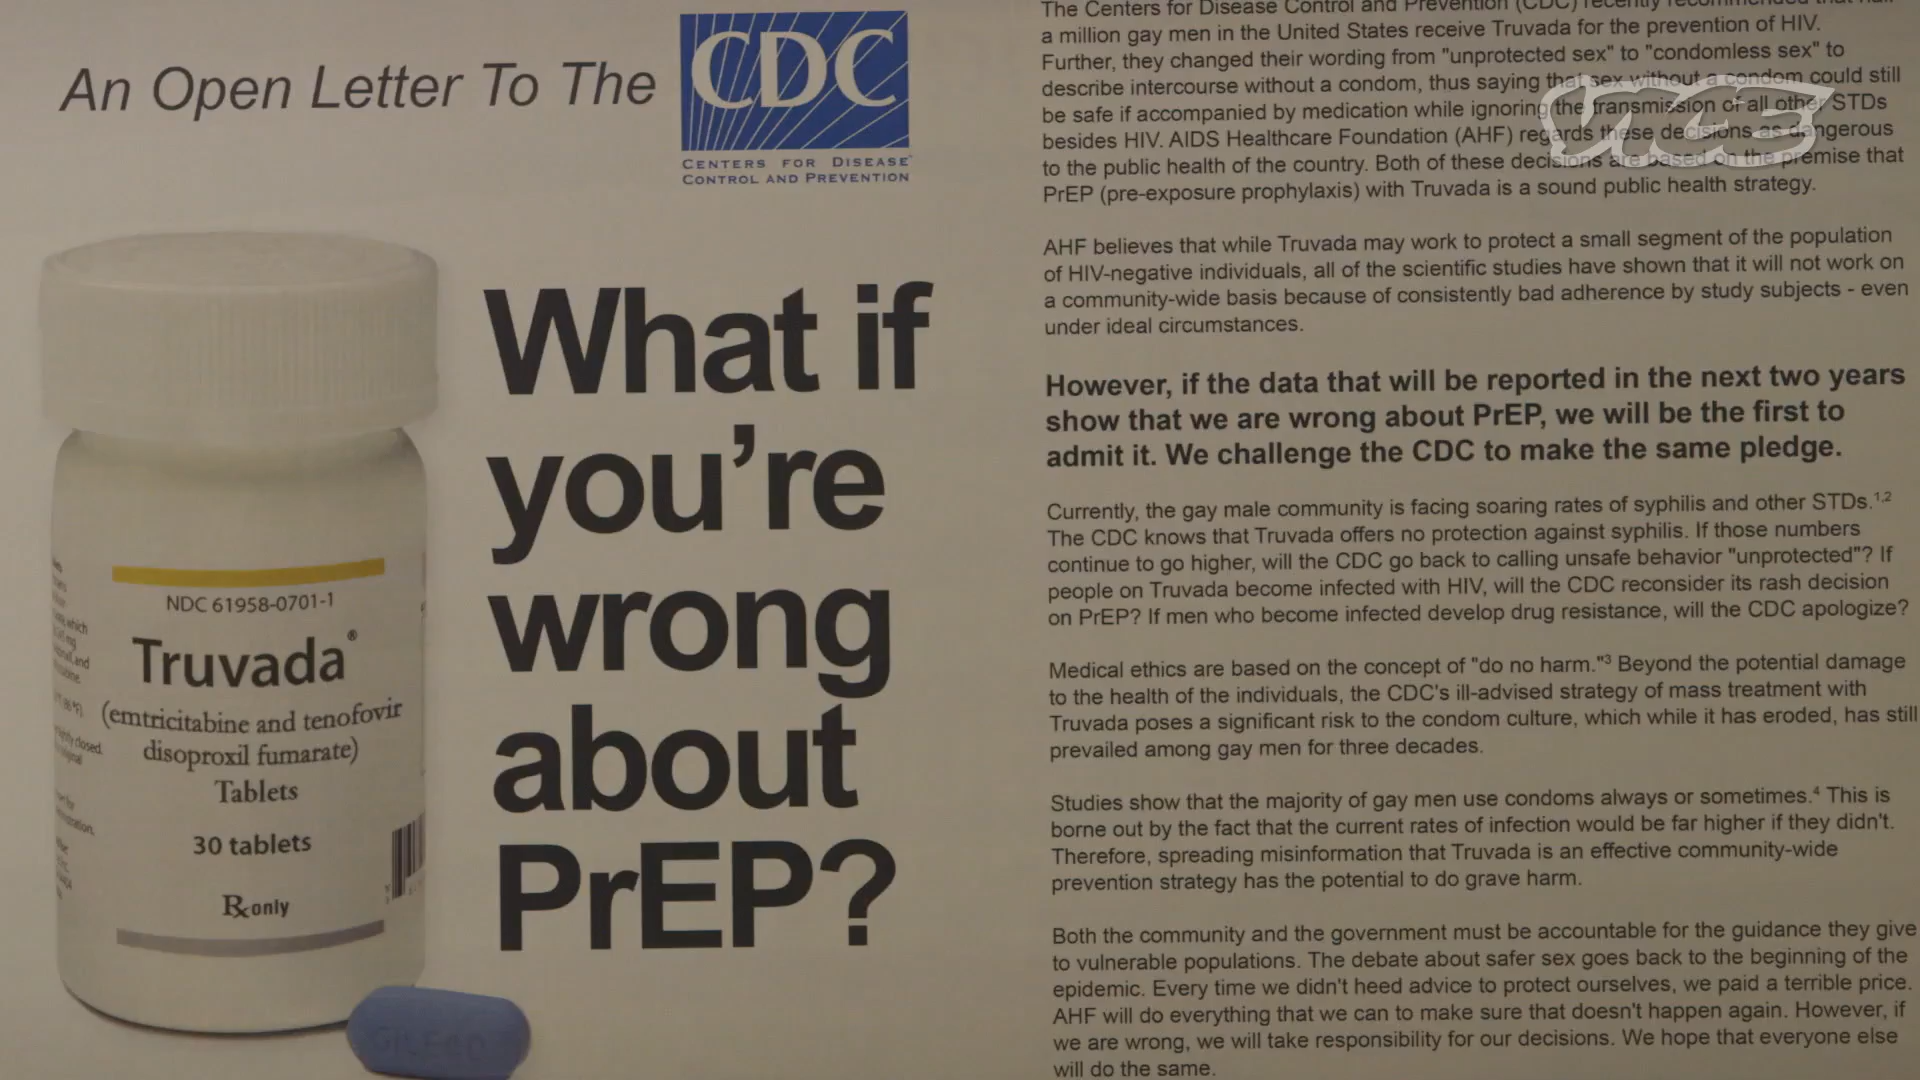 An Open Letter To The
CDC
CENTERS FOR DISEASE
CONTROL AND PREVENTION
What if
you're
wrong
about
PrEP?
NDC 61958-0701-1
Truvada®
(emtricitabine and tenofovir
disoproxil fumarate)
Tablets
30 tablets
Rx only
GILEAD
The Centers for Disease Control and Prevention (CDC) recently recommended that half
a million gay men in the United States receive Truvada for the prevention of HIV.
Further, they changed their wording from "unprotected sex" to "condomless sex" to
describe intercourse without a condom, thus saying that sex without a condom could still
be safe if accompanied by medication while ignoring the transmission of all other STDs
besides HIV. AIDS Healthcare Foundation (AHF) regards these decisions as dangerous
to the public health of the country. Both of these decisions are based on the premise that
PrEP (pre-exposure prophylaxis) with Truvada is a sound public health strategy.
AHF believes that while Truvada may work to protect a small segment of the population
of HIV-negative individuals, all of the scientific studies have shown that it will not work on
a community-wide basis because of consistently bad adherence by study subjects - even
under ideal circumstances.
However, if the data that will be reported in the next two years
show that we are wrong about PrEP, we will be the first to
admit it. We challenge the CDC to make the same pledge.
Currently, the gay male community is facing soaring rates of syphilis and other STDs.1,2
The CDC knows that Truvada offers no protection against syphilis. If those numbers
continue to go higher, will the CDC go back to calling unsafe behavior "unprotected"? If
people on Truvada become infected with HIV, will the CDC reconsider its rash decision
on PrEP? If men who become infected develop drug resistance, will the CDC apologize?
Medical ethics are based on the concept of "do no harm."3 Beyond the potential damage
to the health of the individuals, the CDC's ill-advised strategy of mass treatment with
Truvada poses a significant risk to the condom culture, which while it has eroded, has still
prevailed among gay men for three decades.
Studies show that the majority of gay men use condoms always or sometimes.4 This is
borne out by the fact that the current rates of infection would be far higher if they didn't.
Therefore, spreading misinformation that Truvada is an effective community-wide
prevention strategy has the potential to do grave harm.
Both the community and the government must be accountable for the guidance they give
to vulnerable populations. The debate about safer sex goes back to the beginning of the
epidemic. Every time we didn't heed advice to protect ourselves, we paid a terrible price.
AHF will do everything that we can to make sure that doesn't happen again. However, if
we are wrong, we will take responsibility for our decisions. We hope that everyone else
will do the same.
VICE